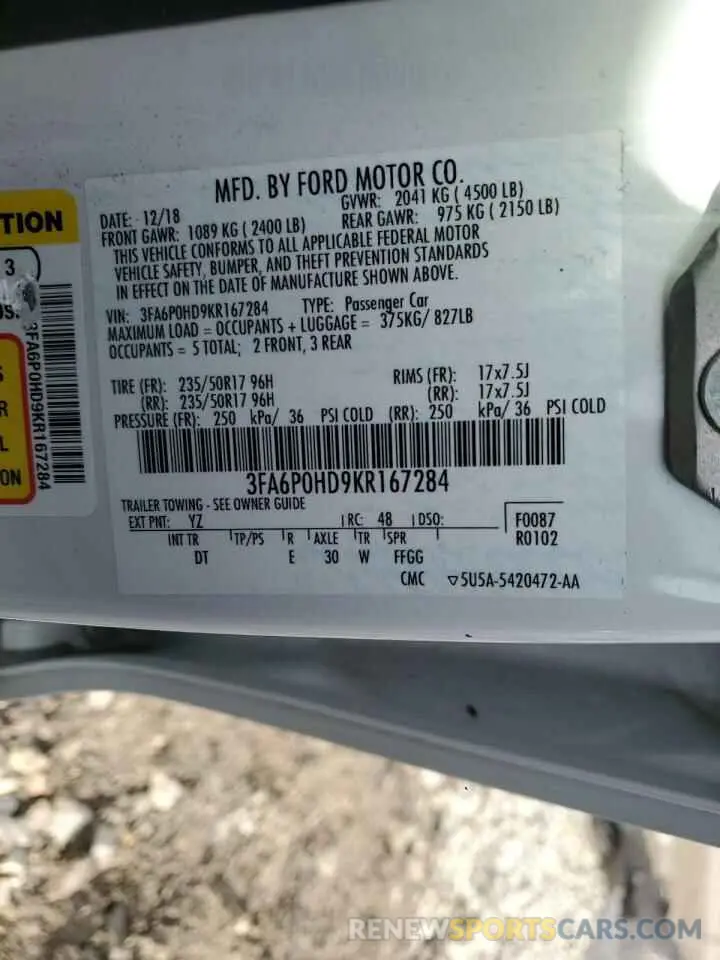 MFD. BY FORD MOTOR CO.
DATE: 12/18
GVWR: 2041 KG ( 4500 LB)
FRONT GAWR: 1089 KG ( 2400 LB)
REAR GAWR: 975 KG ( 2150 LB)
THIS VEHICLE CONFORMS TO ALL APPLICABLE FEDERAL MOTOR
VEHICLE SAFETY, BUMPER, AND THEFT PREVENTION STANDARDS
IN EFFECT ON THE DATE OF MANUFACTURE SHOWN ABOVE.
VIN: 3FA6P0HD9KR167284 TYPE: Passenger Car
MAXIMUM LOAD = OCCUPANTS + LUGGAGE = 375KG/ 827LB
OCCUPANTS = 5 TOTAL; 2 FRONT, 3 REAR
TIRE (FR): 235/50R17 96H RIMS (FR): 17x7.5J
(RR): 235/50R17 96H (RR): 17x7.5J
PRESSURE (FR): 250 kPa/ 36 PSI COLD (RR): 250 kPa/ 36 PSI COLD
3FA6P0HD9KR167284
TRAILER TOWING - SEE OWNER GUIDE
EXT PNT: YZ RC: 48 DSO: F0087
R0102
INT TR TP/PS R AXLE TR SPR
DT E 30 W FFGG
CMC ▽5U5A-5420472-AA
TION
3
3FA6P0HD9KR167284
S
R
L
ON
RENEWSPORTSCARS.COM